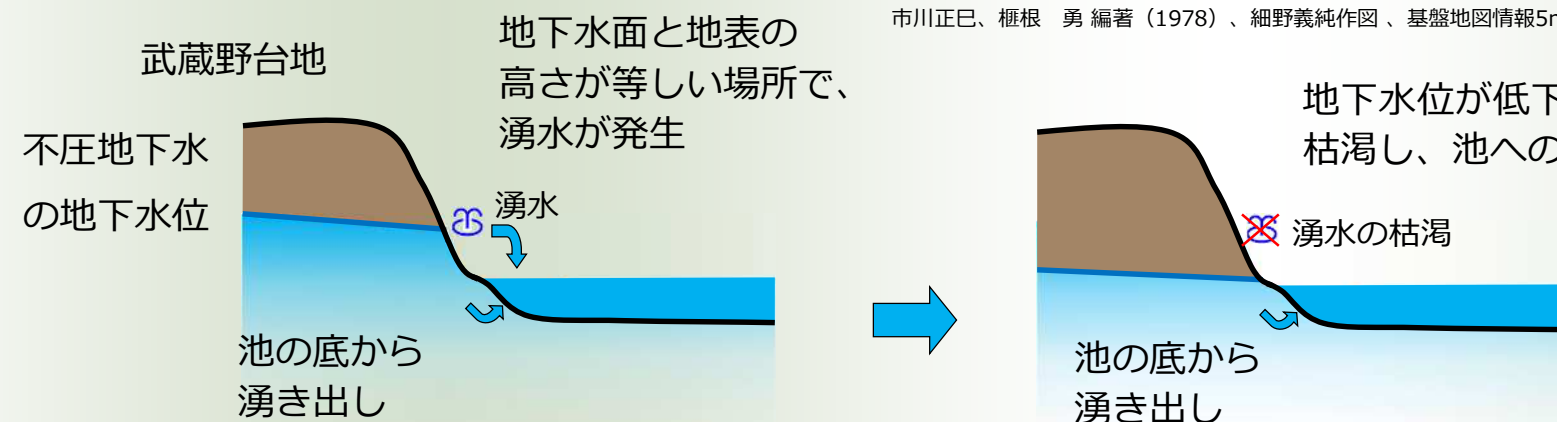 市川正巳、榧根　勇 編著（1978）、細野義純作図 、基盤地図情報5m
武蔵野台地
地下水面と地表の
高さが等しい場所で、
湧水が発生
不圧地下水
の地下水位
湧水
池の底から
湧き出し
地下水位が低下
枯渇し、池への
湧水の枯渇
池の底から
湧き出し